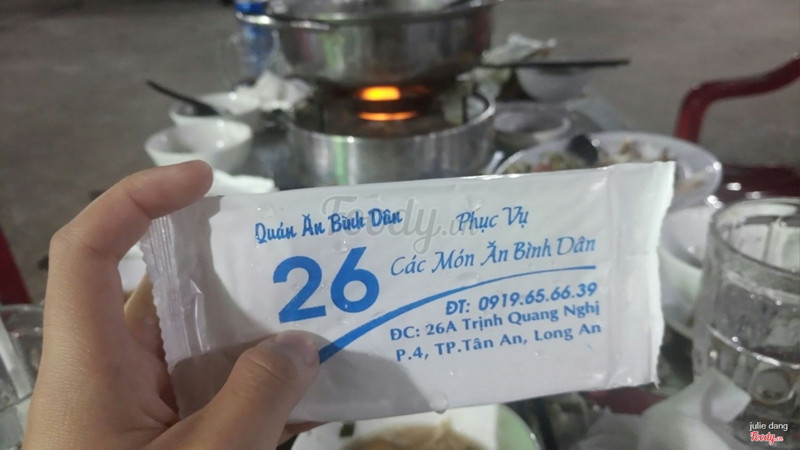 Quán Ăn Bình Dân
26
Phục Vụ
Các Món Ăn Bình Dân
ĐT: 0919.65.66.39
ĐC: 26A Trịnh Quang Nghị
P.4, TP.Tân An, Long An
Foody.vn
julie dang
Foody.vn